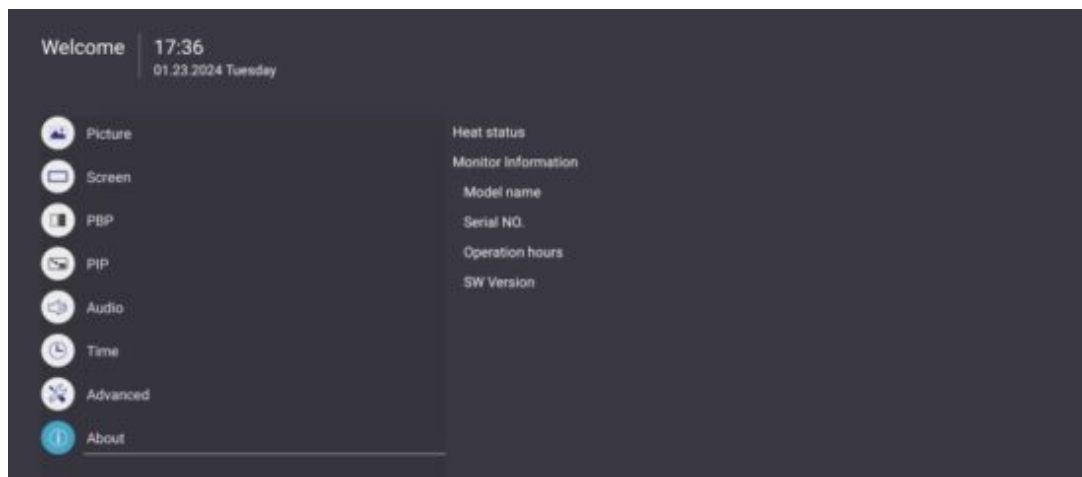 Welcome
17:36
01.23.2024 Tuesday
Picture
Screen
PBP
PIP
Audio
Time
Advanced
About
Heat status
Monitor Information
Model name
Serial NO.
Operation hours
SW Version